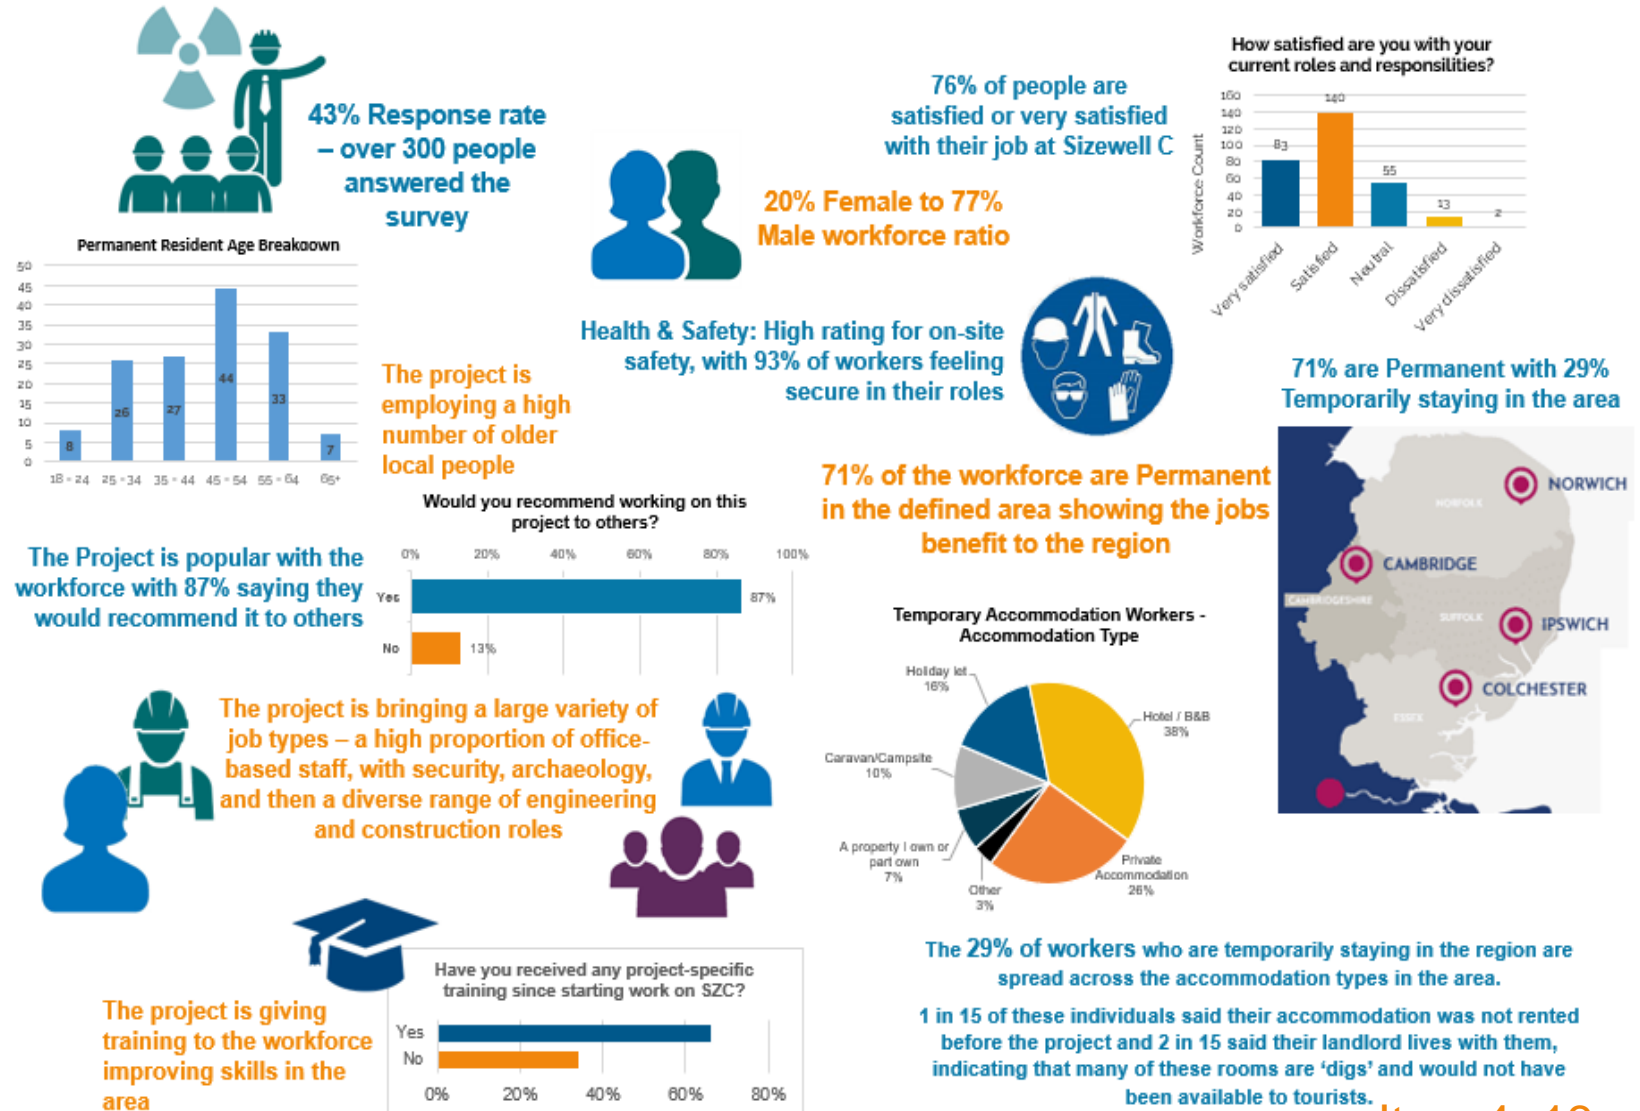 43% Response rate
– over 300 people
answered the
survey
76% of people are
satisfied or very satisfied
with their job at Sizewell C
20% Female to 77%
Male workforce ratio
How satisfied are you with your
current roles and responsilities?
Workforce Count
160
140
120
100
80
60
40
20
0
83
140
55
13
2
Very satisfied
Satisfied
Neutral
Dissatisfied
Very dissatisfied
Permanent Resident Age Breakdown
50
45
40
35
30
25
20
15
10
5
0
8
26
27
44
33
7
18 - 24
25 - 34
35 - 44
45 - 54
55 - 64
65+
The project is
employing a high
number of older
local people
Health & Safety: High rating for on-site
safety, with 93% of workers feeling
secure in their roles
71% are Permanent with 29%
Temporarily staying in the area
NORWICH
NORFOLK
CAMBRIDGE
CAMBRIDGESHIRE
SUFFOLK
IPSWICH
COLCHESTER
ESSEX
71% of the workforce are Permanent
in the defined area showing the jobs
benefit to the region
The Project is popular with the
workforce with 87% saying they
would recommend it to others
Would you recommend working on this
project to others?
0%
20%
40%
60%
80%
100%
Yes
87%
No
13%
Temporary Accommodation Workers -
Accommodation Type
Holiday let
16%
Hotel / B&B
38%
Caravan/Campsite
10%
A property I own or
part own
7%
Other
3%
Private
Accommodation
26%
The project is bringing a large variety of
job types – a high proportion of office-
based staff, with security, archaeology,
and then a diverse range of engineering
and construction roles
The project is giving
training to the workforce
improving skills in the
area
Have you received any project-specific
training since starting work on SZC?
Yes
No
0%
20%
40%
60%
80%
The 29% of workers who are temporarily staying in the region are
spread across the accommodation types in the area.
1 in 15 of these individuals said their accommodation was not rented
before the project and 2 in 15 said their landlord lives with them,
indicating that many of these rooms are ‘digs’ and would not have
been available to tourists.